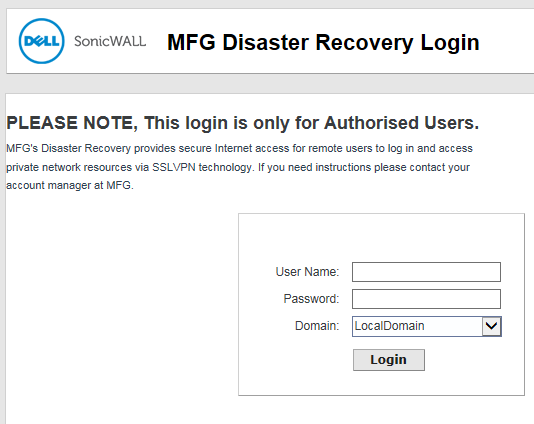 DELL SonicWALL MFG Disaster Recovery Login
PLEASE NOTE, This login is only for Authorised Users.
MFG's Disaster Recovery provides secure Internet access for remote users to log in and access
private network resources via SSLVPN technology. If you need instructions please contact your
account manager at MFG.
User Name:
Password:
Domain: LocalDomain
Login